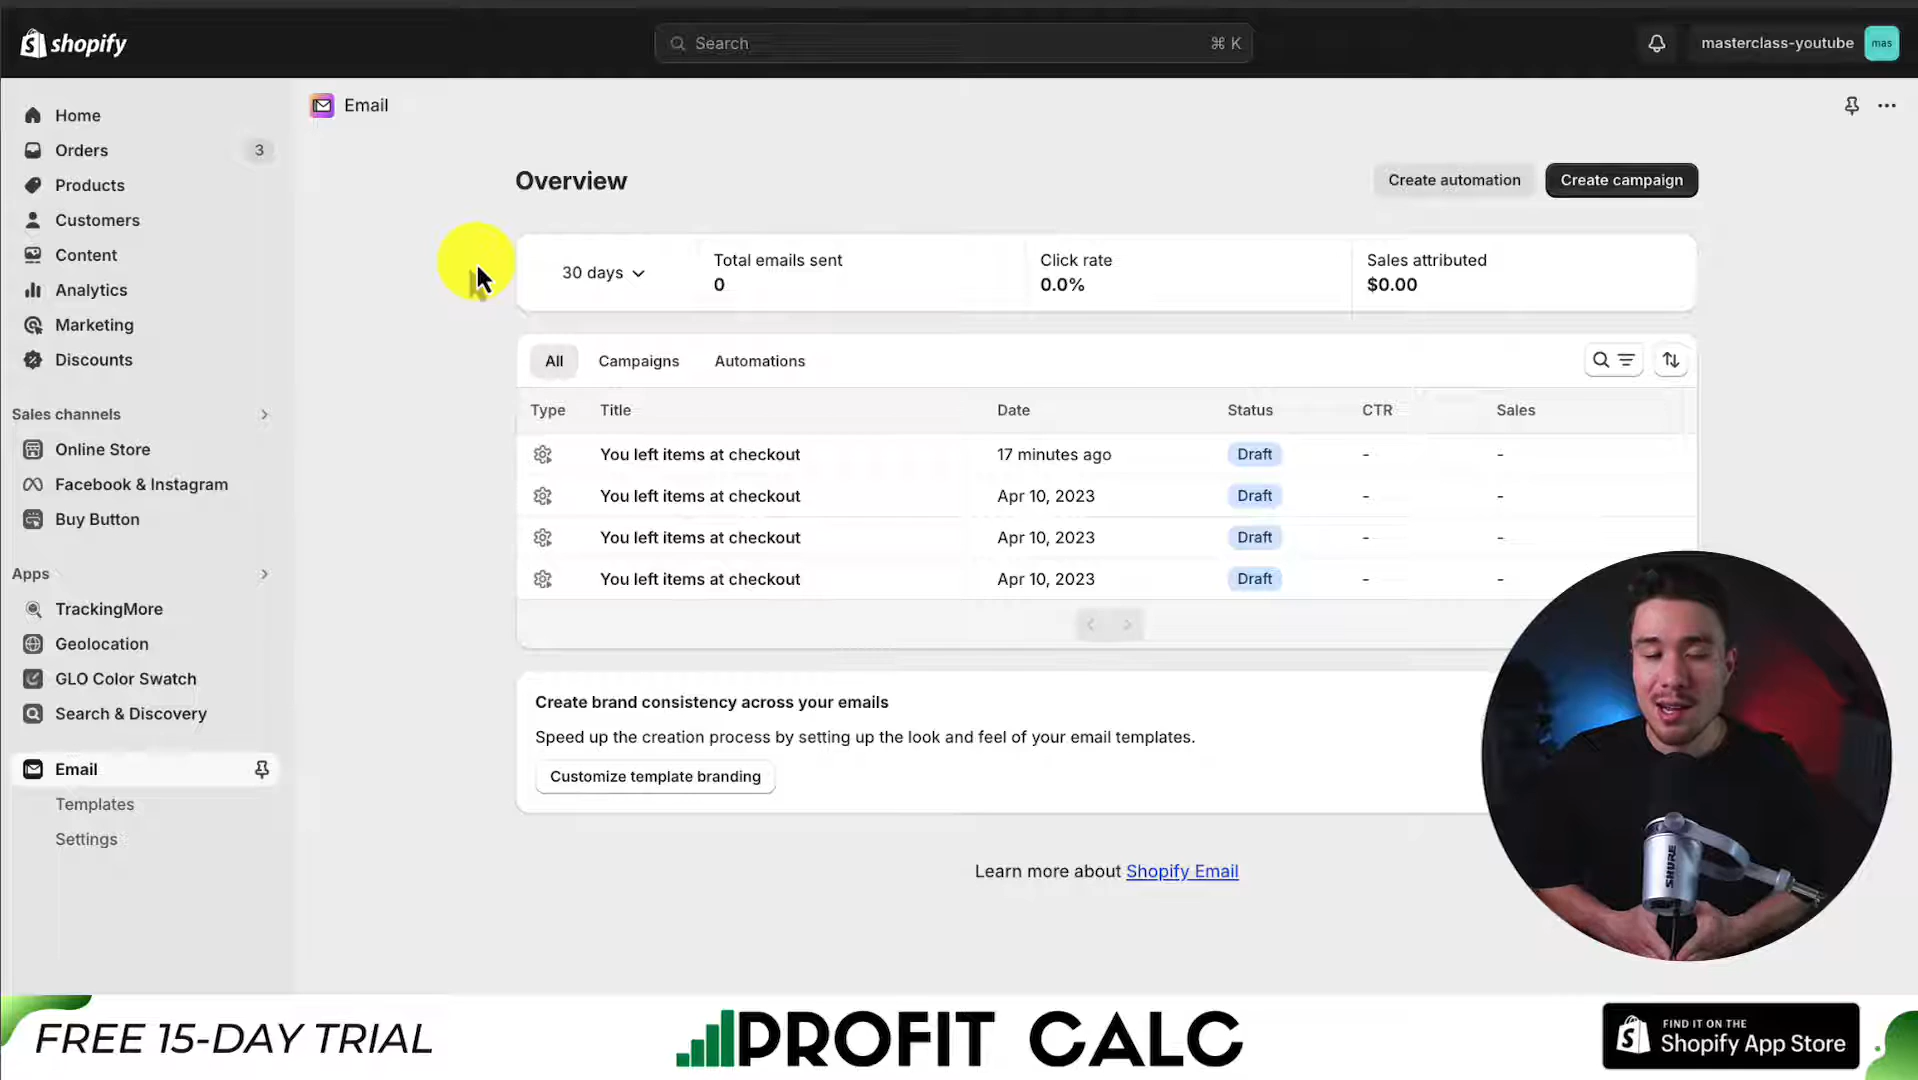 shopify
Search
⌘ K
masterclass-youtube
mas
Home
Orders
3
Products
Customers
Content
Analytics
Marketing
Discounts
Sales channels
Online Store
Facebook & Instagram
Buy Button
Apps
TrackingMore
Geolocation
GLO Color Swatch
Search & Discovery
Email
Templates
Settings
Email
Overview
Create automation
Create campaign
30 days
Total emails sent
0
Click rate
0.0%
Sales attributed
$0.00
All Campaigns Automations
Type Title Date Status CTR Sales
You left items at checkout 17 minutes ago Draft - -
You left items at checkout Apr 10, 2023 Draft - -
You left items at checkout Apr 10, 2023 Draft - -
You left items at checkout Apr 10, 2023 Draft - -
Create brand consistency across your emails
Speed up the creation process by setting up the look and feel of your email templates.
Customize template branding
Learn more about Shopify Email
SHURE
FREE 15-DAY TRIAL
PROFIT CALC
FIND IT ON THE
Shopify App Store